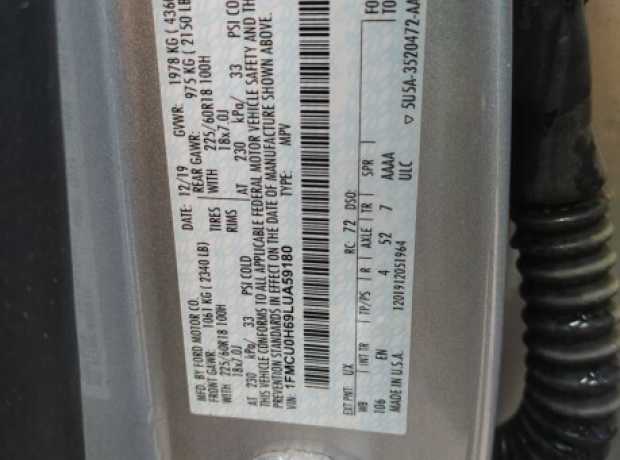 MFD. BY FORD MOTOR CO. DATE: 12/19 GVWR: 1978 KG ( 4360
FRONT GAWR: 1061 KG ( 2340 LB) REAR GAWR: 975 KG ( 2150 LB
WITH 225/60R18 100H TIRES WITH 225/60R18 100H
18x7.0J RIMS 18x7.0J
AT 230 kPa/ 33 PSI COLD AT 230 kPa/ 33 PSI COL
THIS VEHICLE CONFORMS TO ALL APPLICABLE FEDERAL MOTOR VEHICLE SAFETY AND
PREVENTION STANDARDS IN EFFECT ON THE DATE OF MANUFACTURE SHOWN ABOVE.
VIN: 1FMCU0H69LUA59180 TYPE: MPV
EXT PNT: UX RC: 72 DSO:
WB INT TR TP/PS R AXLE TR SPR
106 EN 4 52 7 AAAA
1201912051964 ULC
MADE IN U.S.A. ▽ 5U5A-3520472-AA